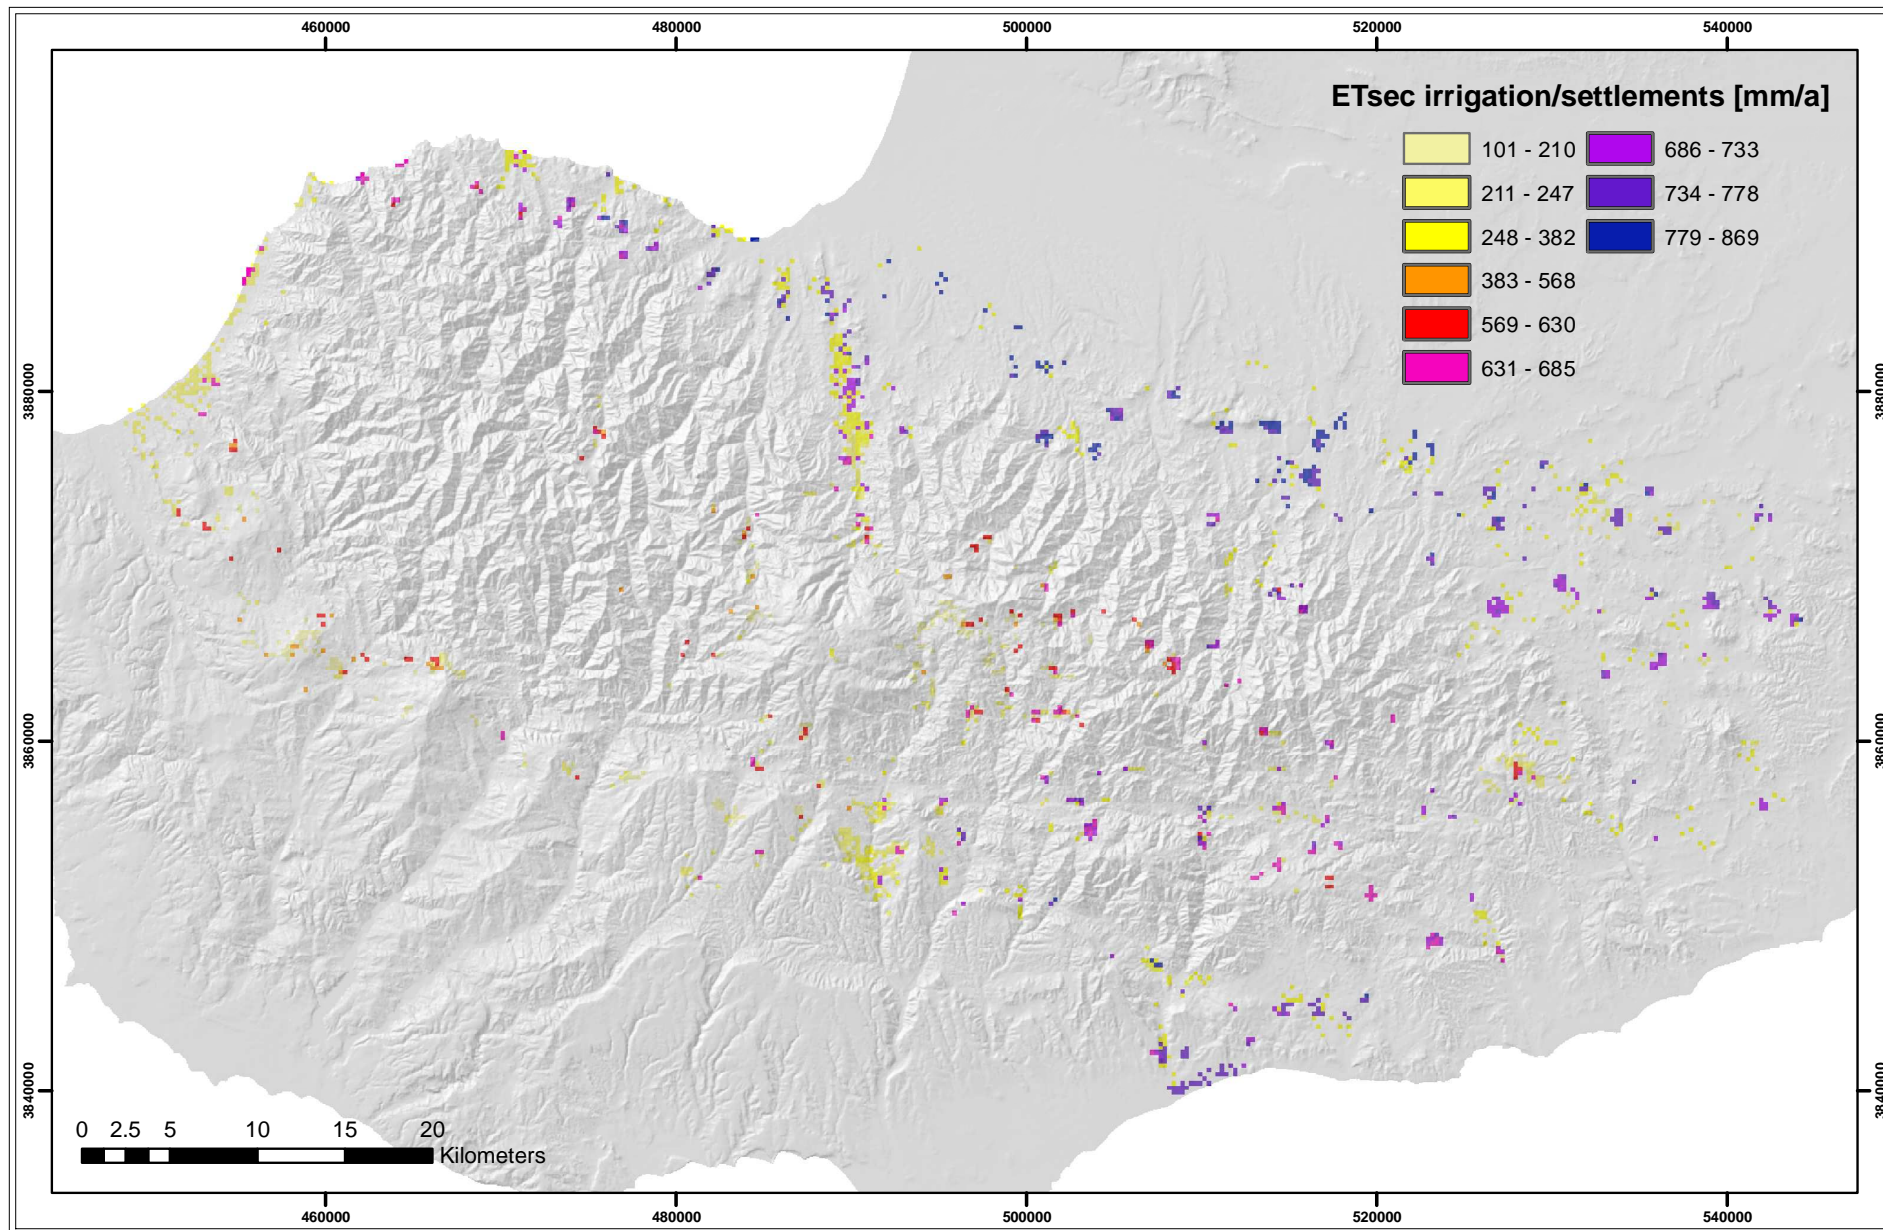 460000 480000 500000 520000 540000
ETsec irrigation/settlements [mm/a]
101 - 210 686 - 733
211 - 247 734 - 778
248 - 382 779 - 869
383 - 568
569 - 630
631 - 685
3880000 3880000
3860000 3860000
3840000 3840000
0 2.5 5 10 15 20
Kilometers
460000 480000 500000 520000 540000